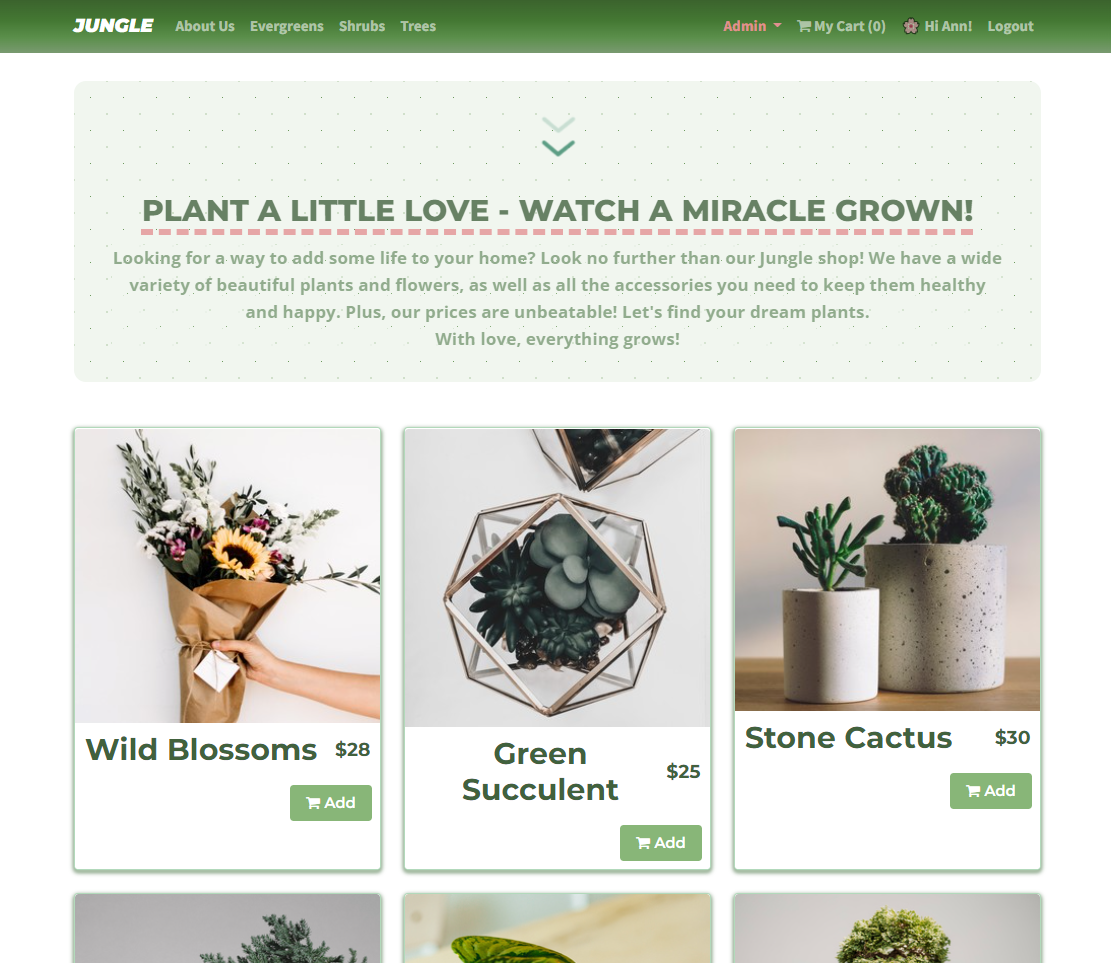 JUNGLE About Us Evergreens Shrubs Trees Admin My Cart (0) Hi Ann! Logout
PLANT A LITTLE LOVE - WATCH A MIRACLE GROWN!
Looking for a way to add some life to your home? Look no further than our Jungle shop! We have a wide
variety of beautiful plants and flowers, as well as all the accessories you need to keep them healthy
and happy. Plus, our prices are unbeatable! Let's find your dream plants.
With love, everything grows!
Wild Blossoms $28
Add
Green
Succulent
$25
Add
Stone Cactus $30
Add